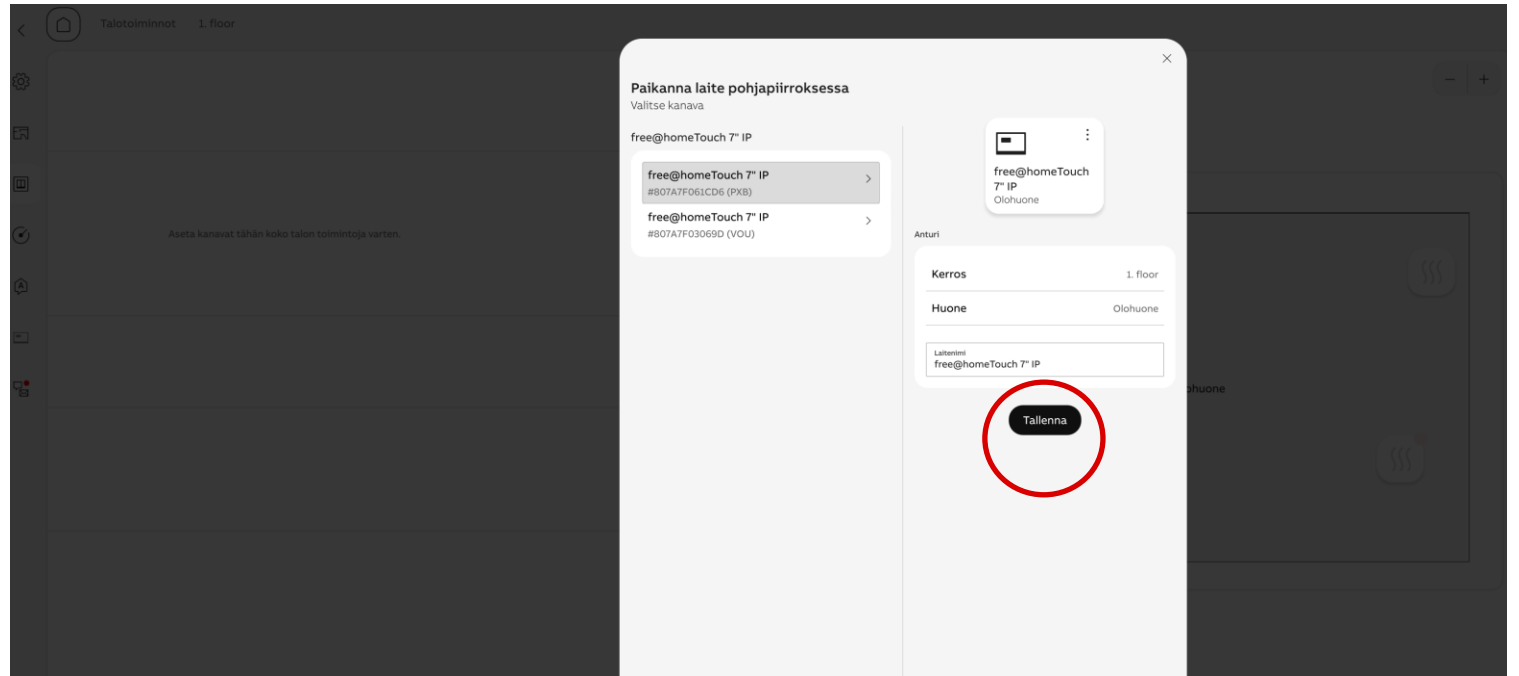 Talotoiminnot 1. floor
Aseta kanavat tähän koko talon toimintoja varten.
Paikanna laite pohjapiirroksessa
Valitse kanava
free@homeTouch 7" IP
free@homeTouch 7" IP
#807A7F061CD6 (PXB)
free@homeTouch 7" IP
#807A7F03069D (VOU)
free@homeTouch
7" IP
Olohuone
Anturi
Kerros 1. floor
Huone Olohuone
Laitenimi
free@homeTouch 7" IP
Tallenna
− +